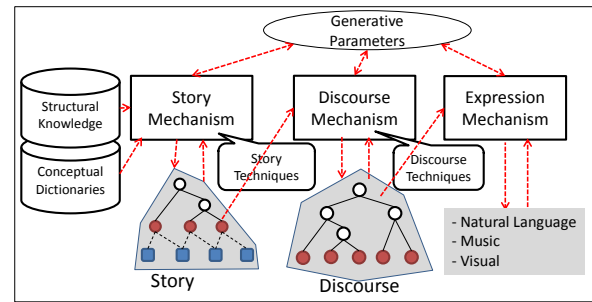 Generative
Parameters
Structural
Knowledge
Conceptual
Dictionaries
Story
Mechanism
Discourse
Mechanism
Expression
Mechanism
Story
Techniques
Discourse
Techniques
- Natural Language
- Music
- Visual
Story
Discourse